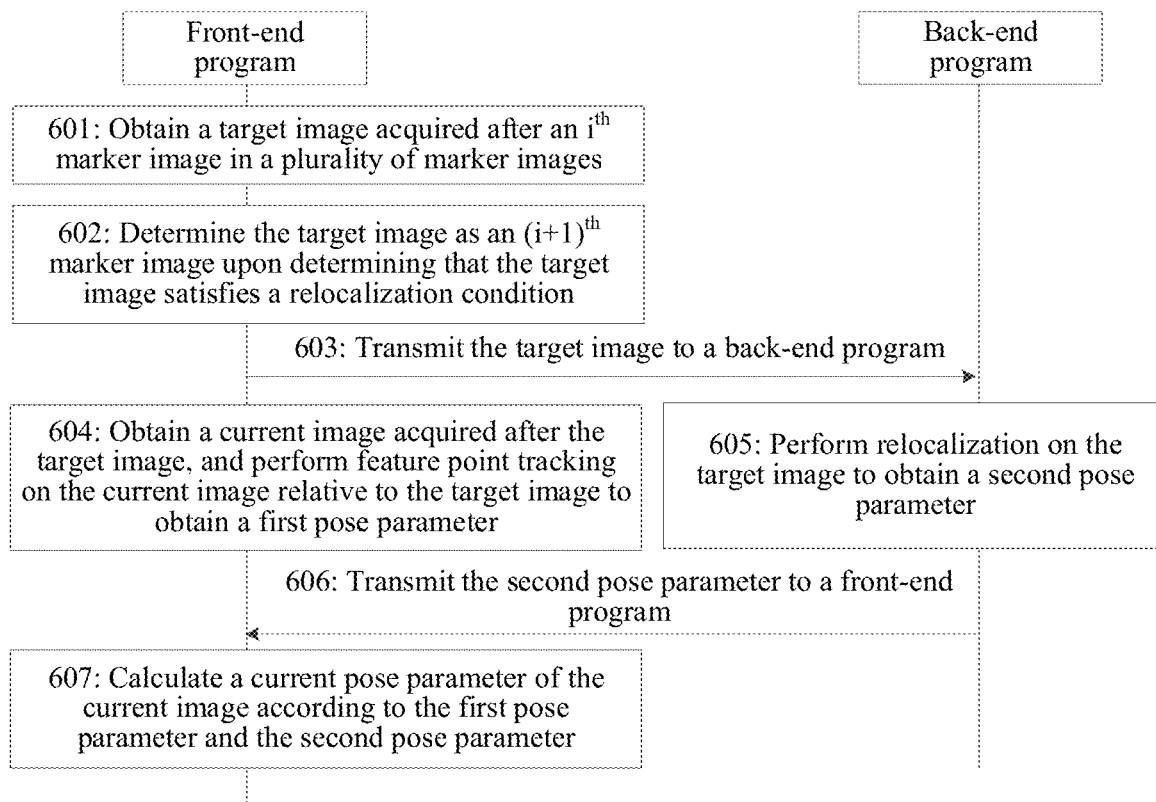 Front-end
program
Back-end
program
601: Obtain a target image acquired after an i^th
marker image in a plurality of marker images
602: Determine the target image as an (i+1)^th
marker image upon determining that the target
image satisfies a relocalization condition
603: Transmit the target image to a back-end program
604: Obtain a current image acquired after the
target image, and perform feature point tracking
on the current image relative to the target image to
obtain a first pose parameter
605: Perform relocalization on the
target image to obtain a second pose
parameter
606: Transmit the second pose parameter to a front-end
program
607: Calculate a current pose parameter of the
current image according to the first pose
parameter and the second pose parameter